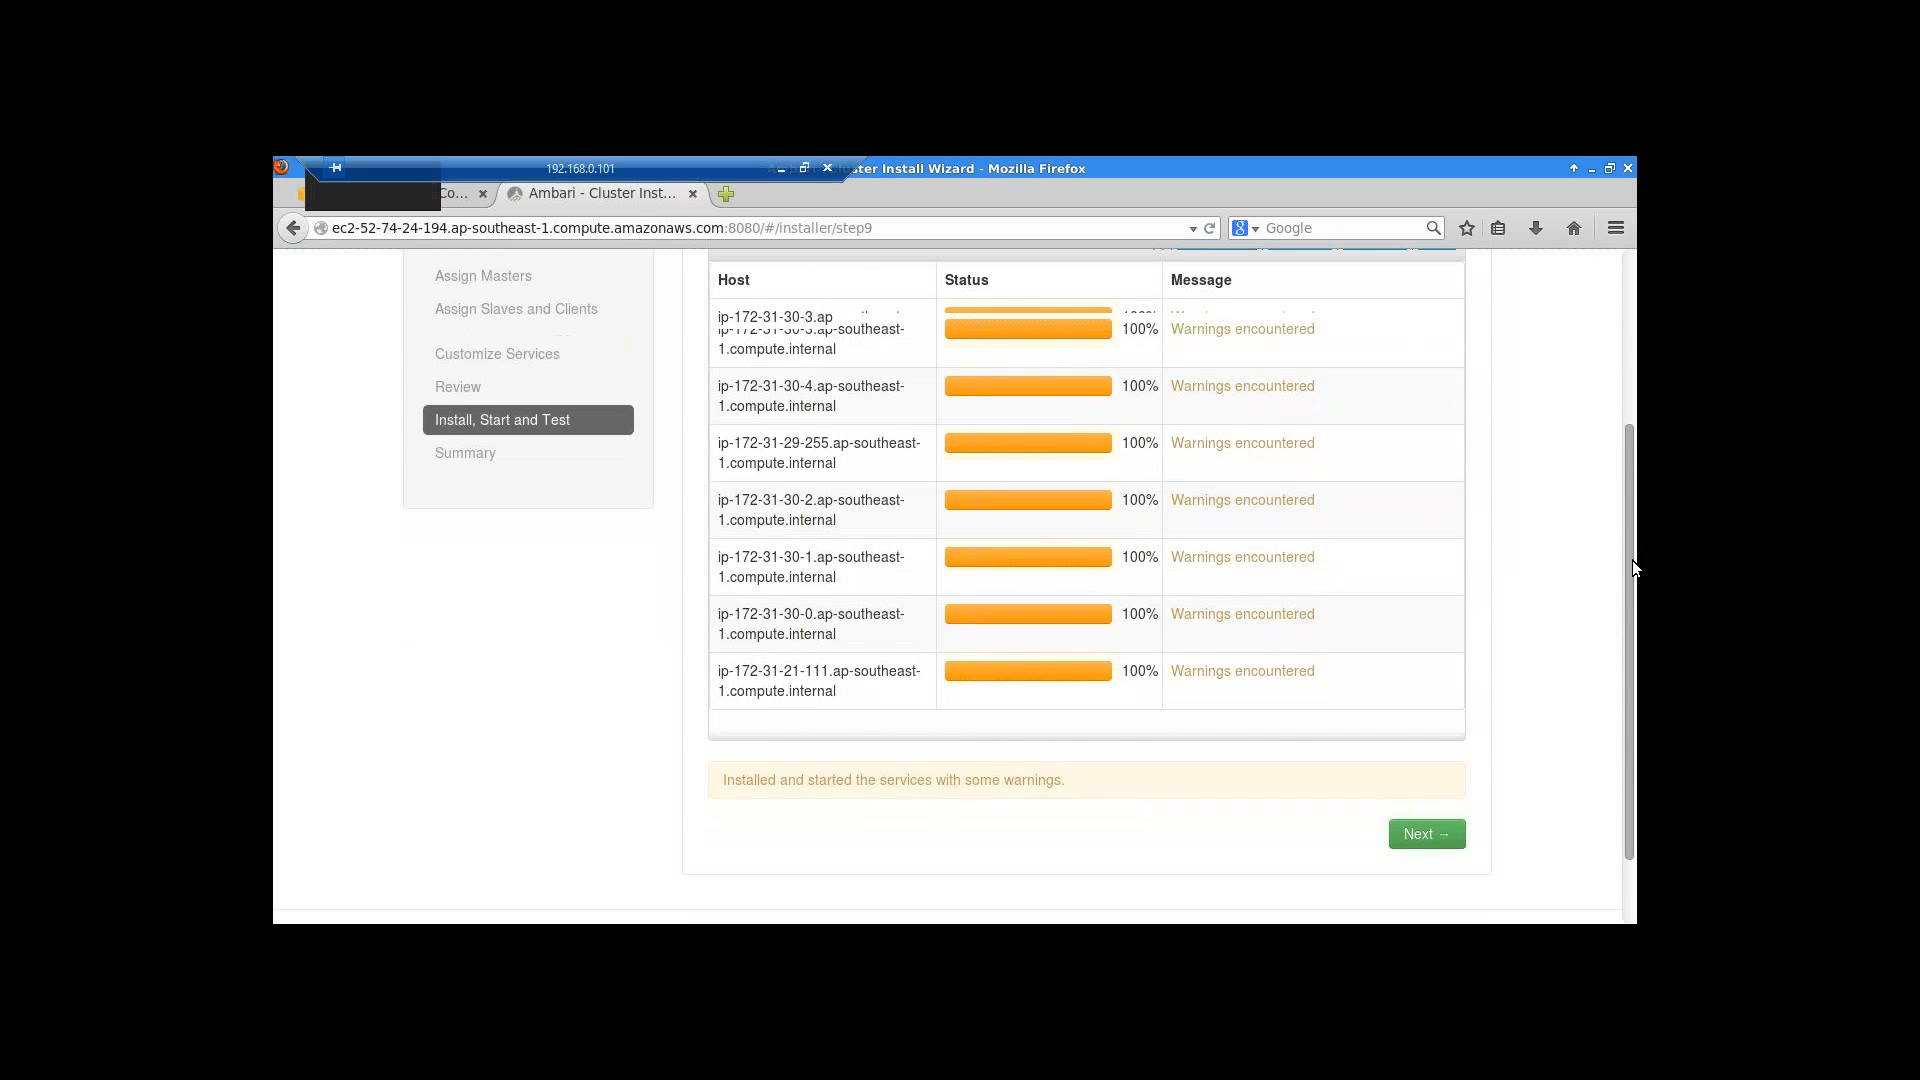 192.168.0.101
ster Install Wizard - Mozilla Firefox
Co...
Ambari - Cluster Inst...
ec2-52-74-24-194.ap-southeast-1.compute.amazonaws.com:8080/#/installer/step9
Google
Assign Masters
Assign Slaves and Clients
Customize Services
Review
Install, Start and Test
Summary
Host Status Message
ip-172-31-30-3.ap
ip-172-31-30-3.ap-southeast- 100% Warnings encountered
1.compute.internal
ip-172-31-30-4.ap-southeast- 100% Warnings encountered
1.compute.internal
ip-172-31-29-255.ap-southeast- 100% Warnings encountered
1.compute.internal
ip-172-31-30-2.ap-southeast- 100% Warnings encountered
1.compute.internal
ip-172-31-30-1.ap-southeast- 100% Warnings encountered
1.compute.internal
ip-172-31-30-0.ap-southeast- 100% Warnings encountered
1.compute.internal
ip-172-31-21-111.ap-southeast- 100% Warnings encountered
1.compute.internal
Installed and started the services with some warnings.
Next →